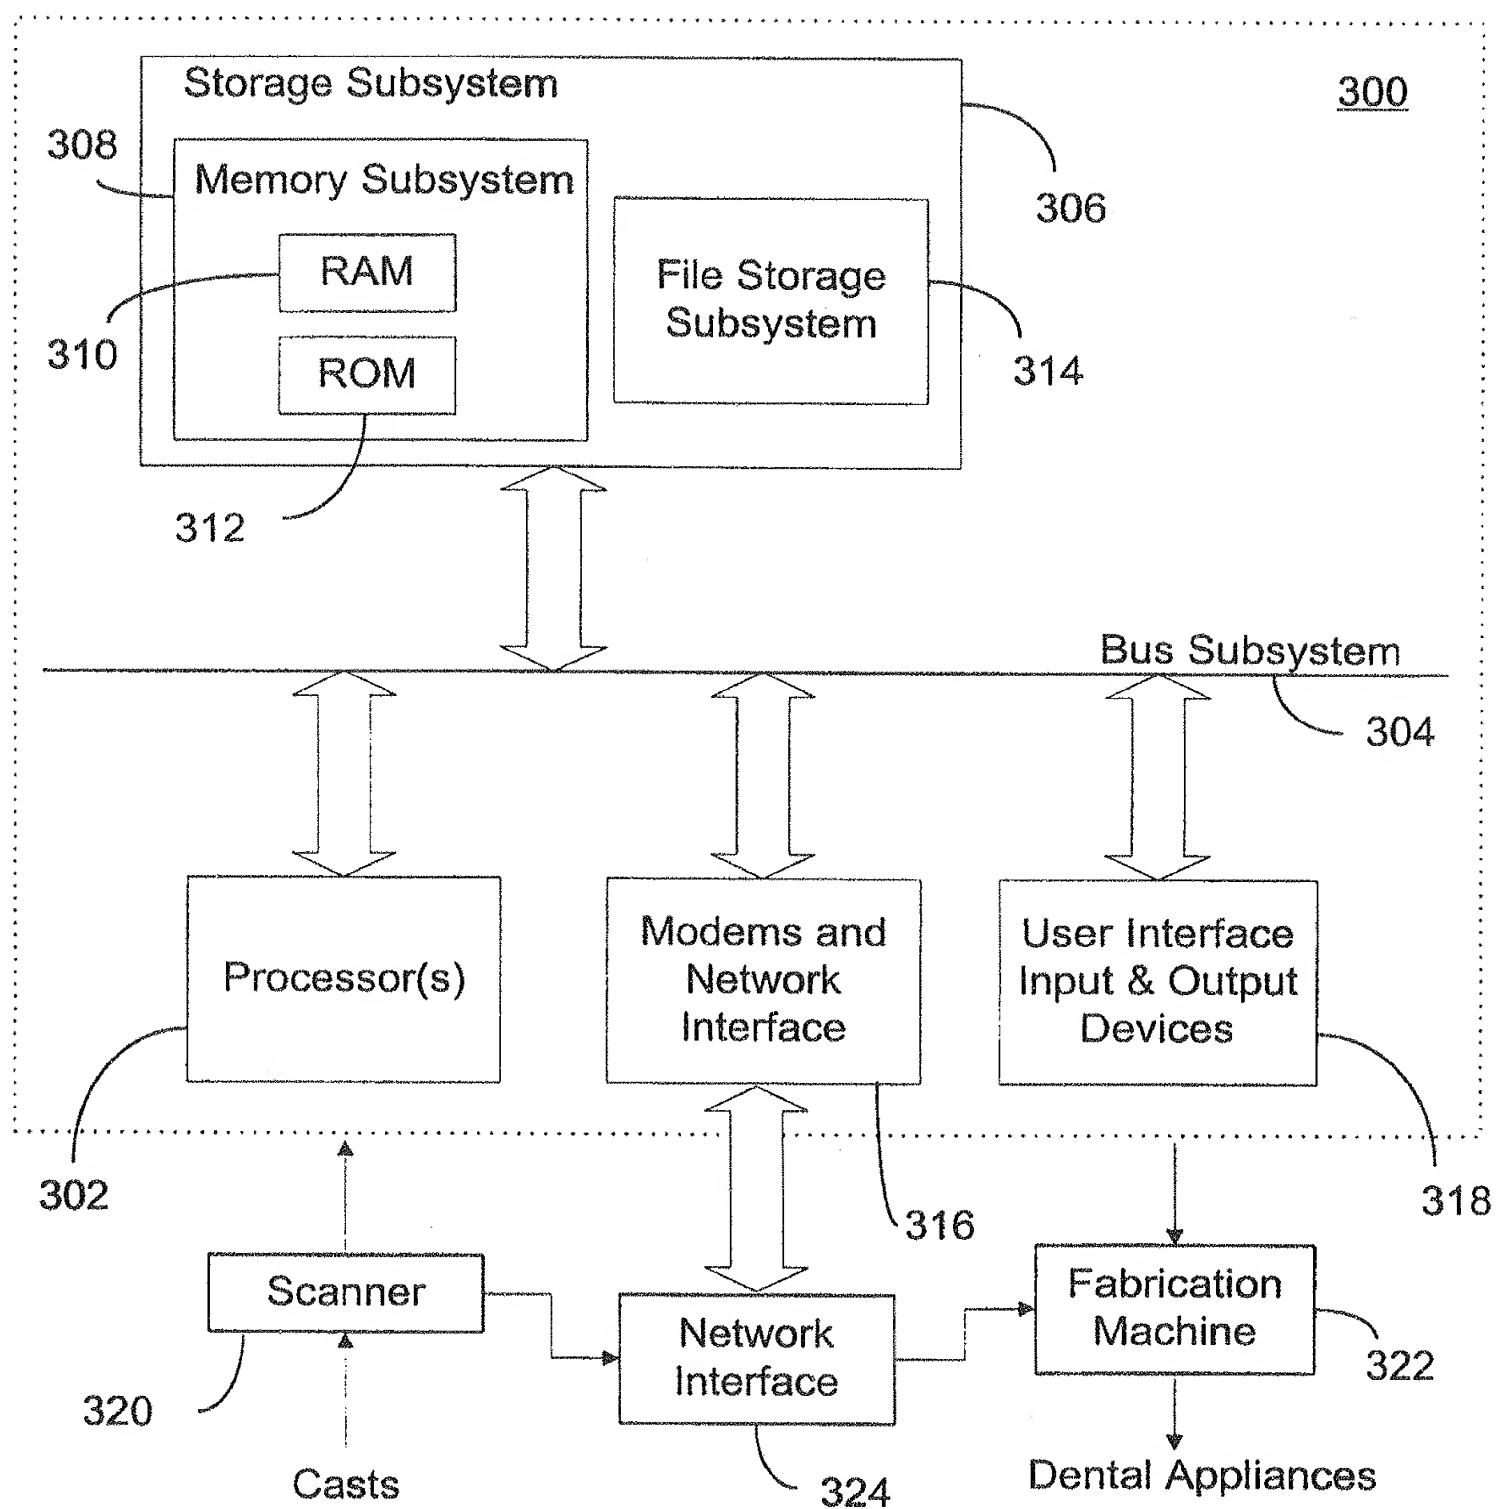 Storage Subsystem
300
308
Memory Subsystem
306
RAM
File Storage
Subsystem
310
ROM
314
312
Bus Subsystem
304
Processor(s)
Modems and
Network
Interface
User Interface
Input & Output
Devices
302
316
318
Scanner
Fabrication
Machine
Network
Interface
322
320
Casts
324
Dental Appliances